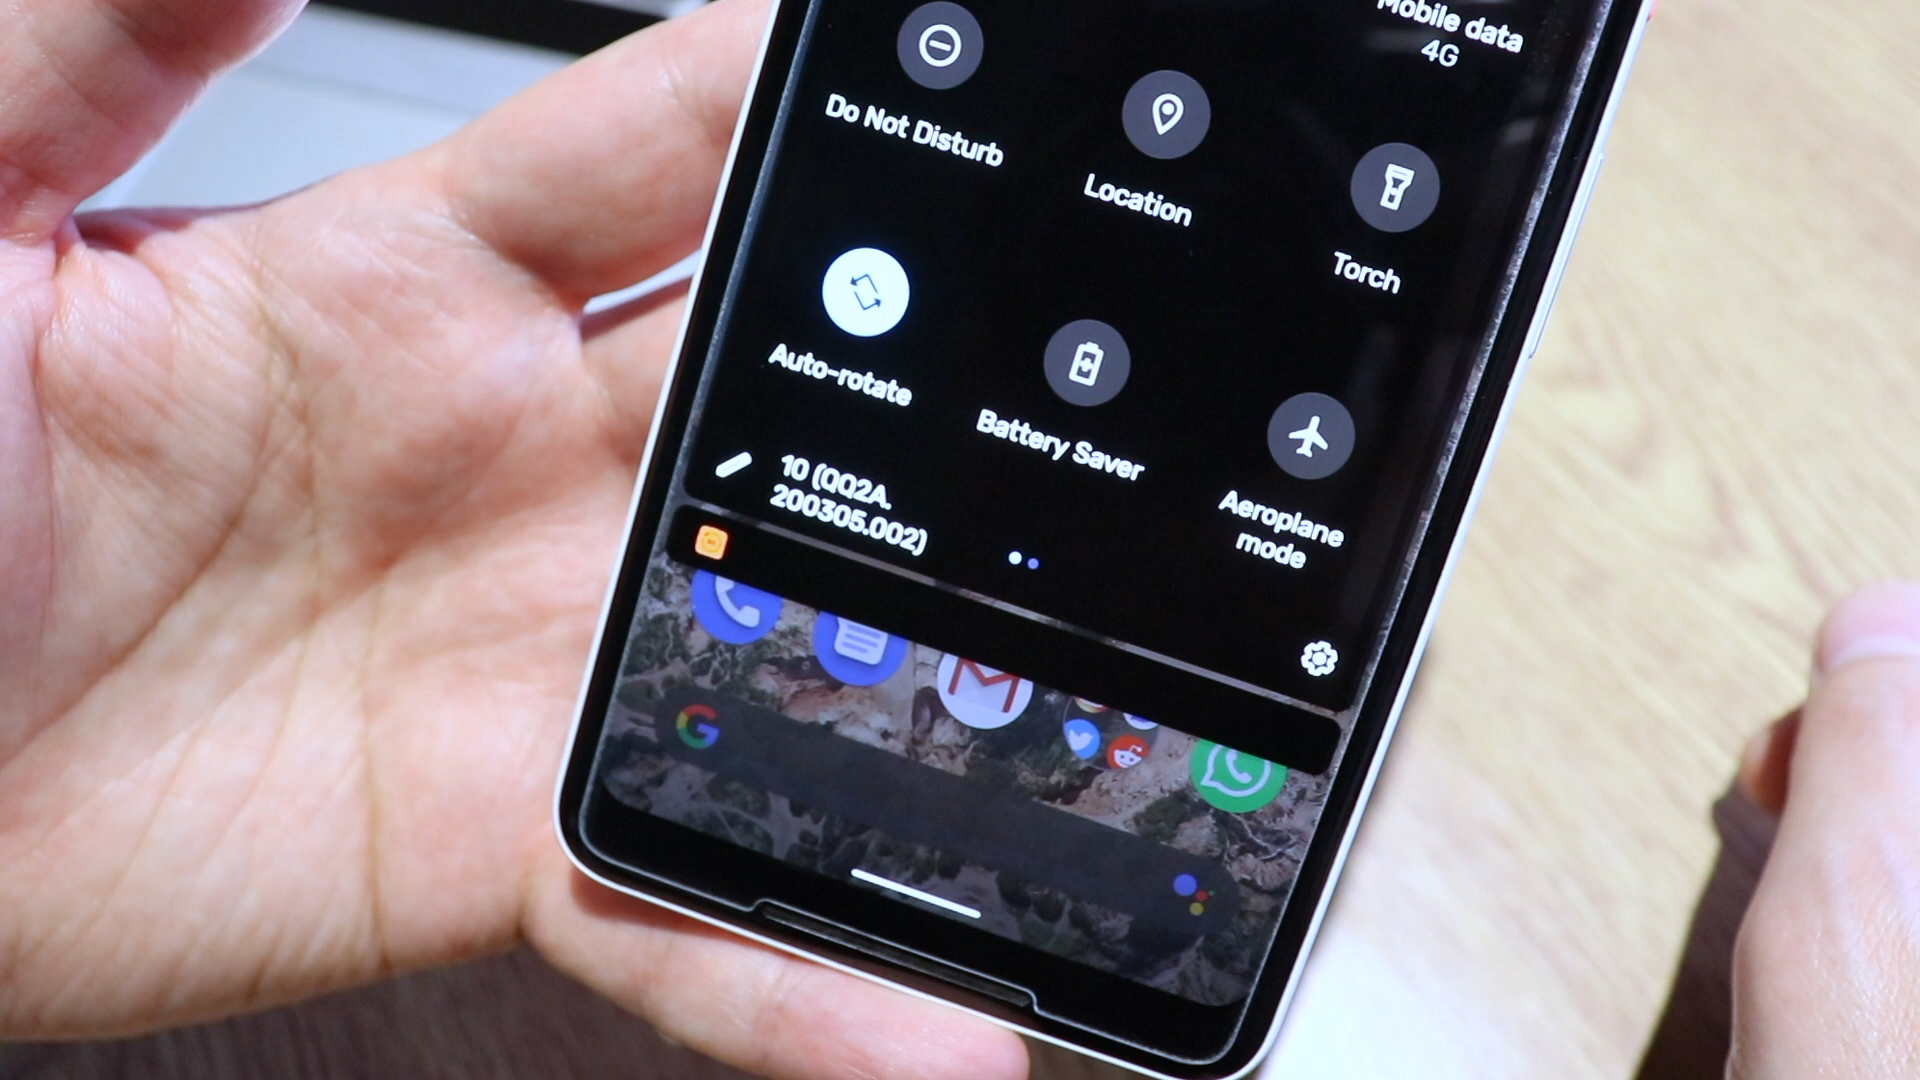 Mobile data
4G
Do Not Disturb
Location
Torch
Auto-rotate
Battery Saver
Aeroplane
mode
10 (QQ2A.
200305.002)